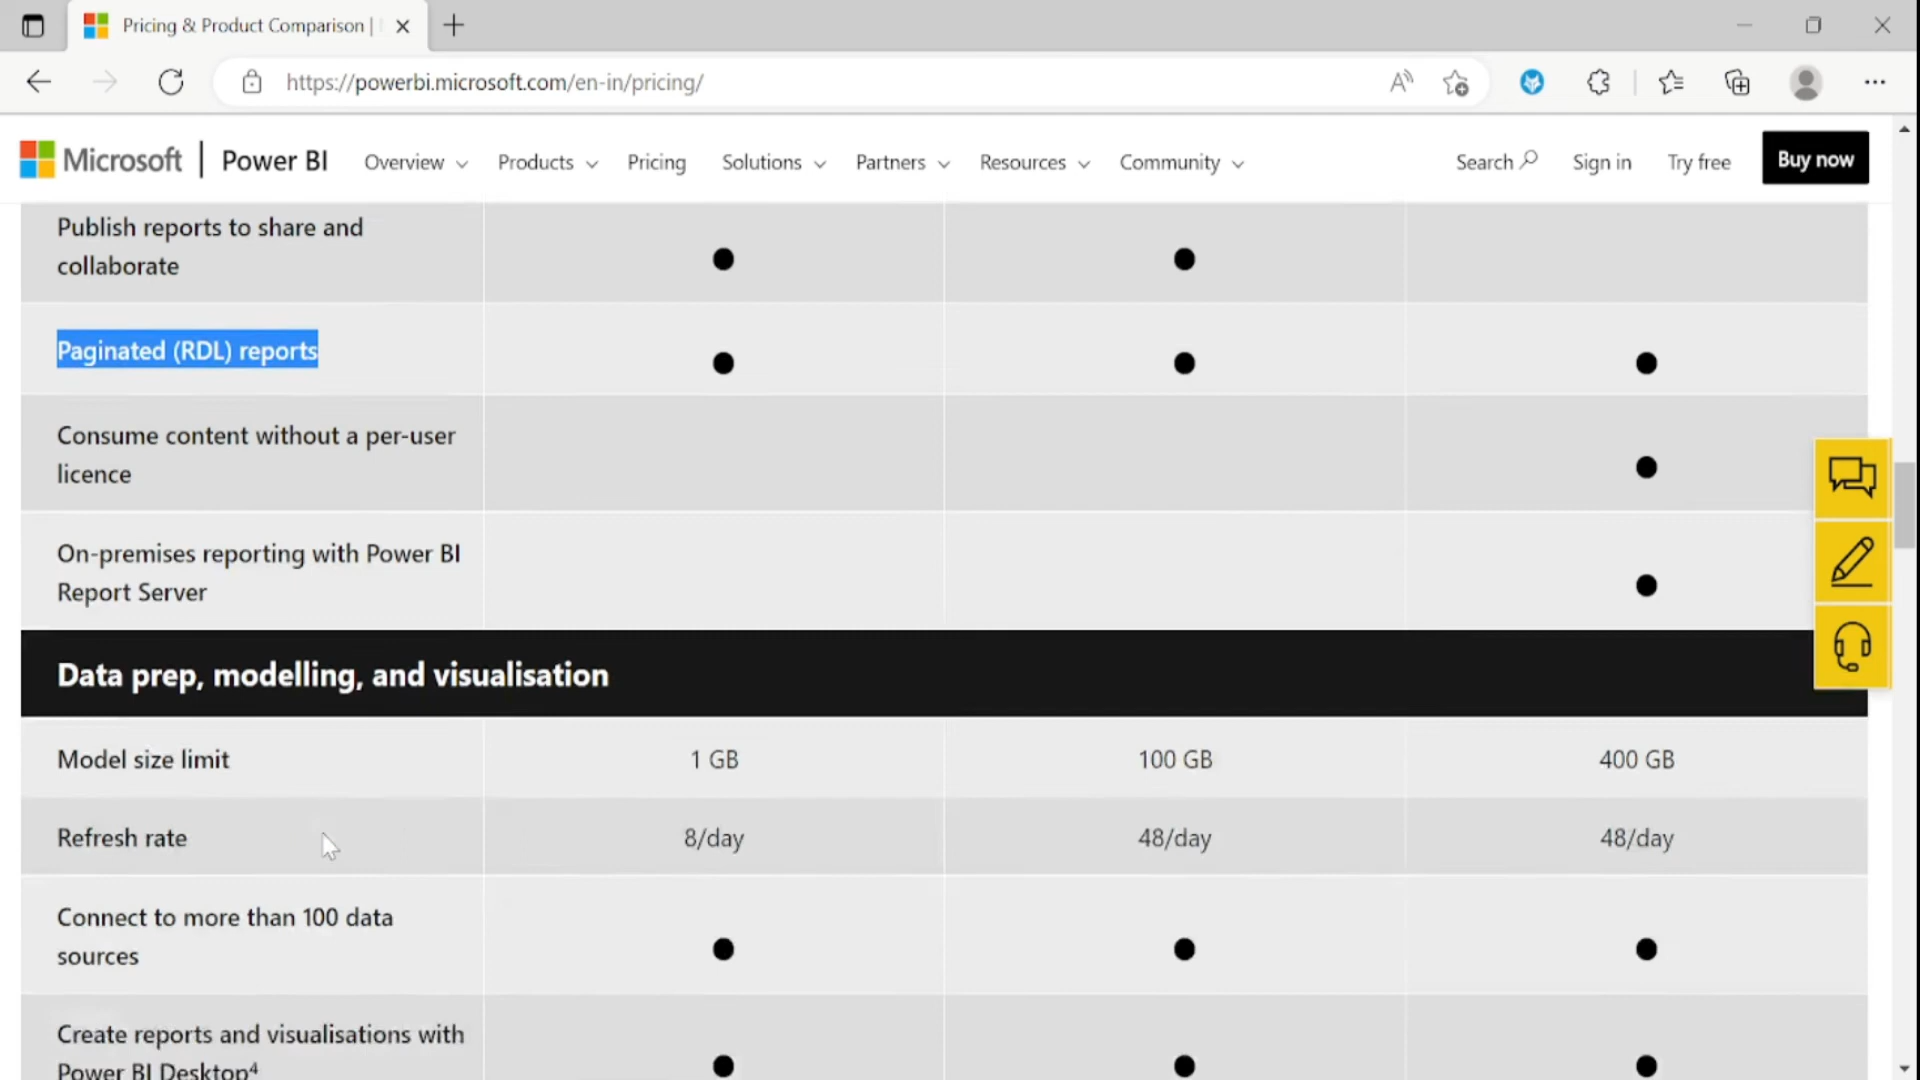 Pricing & Product Comparison |
https://powerbi.microsoft.com/en-in/pricing/
Microsoft | Power BI Overview Products Pricing Solutions Partners Resources Community Search Sign in Try free Buy now
Publish reports to share and
collaborate
Paginated (RDL) reports
Consume content without a per-user
licence
On-premises reporting with Power BI
Report Server
Data prep, modelling, and visualisation
Model size limit 1 GB 100 GB 400 GB
Refresh rate 8/day 48/day 48/day
Connect to more than 100 data
sources
Create reports and visualisations with
Power BI Desktop⁴